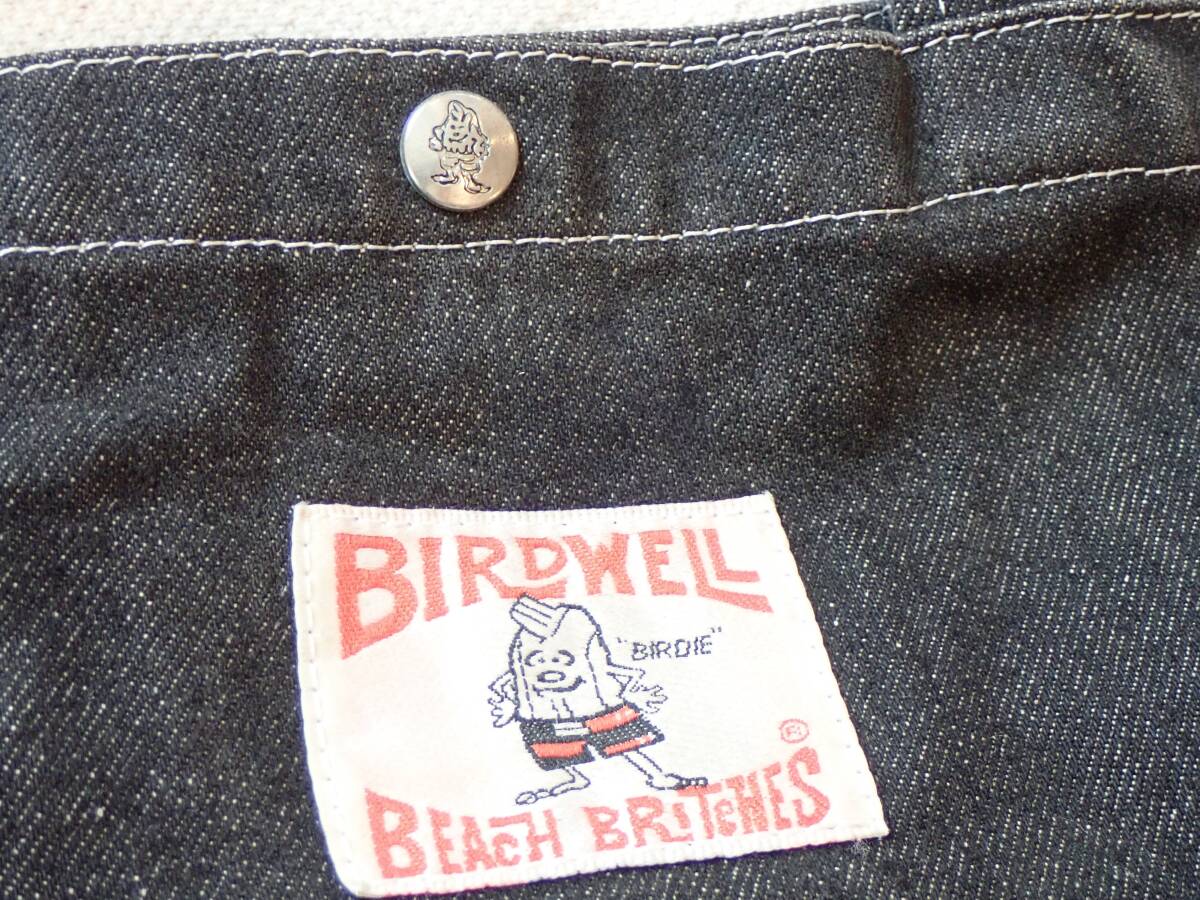 BIRDWELL
"BIRDIE"
®
BEACH BRITCHES